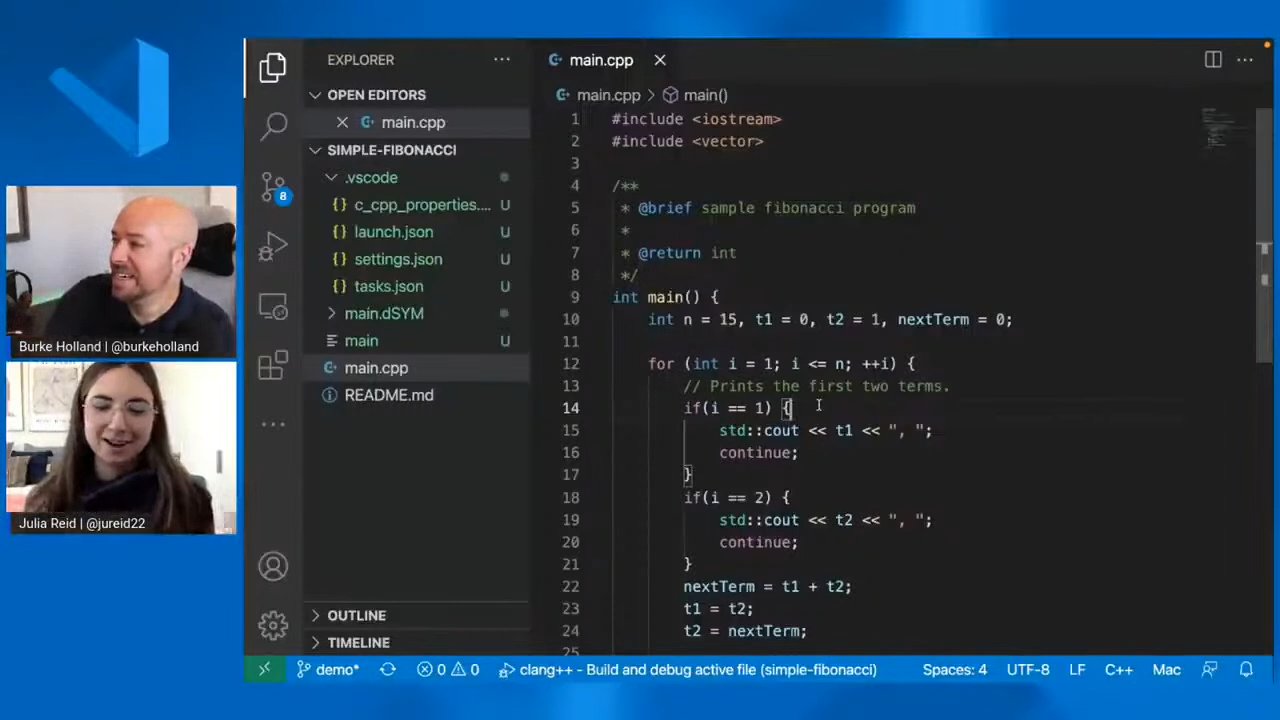 Burke Holland | @burkeholland
Julia Reid | @jureid22
EXPLORER
OPEN EDITORS
main.cpp
SIMPLE-FIBONACCI
.vscode
c_cpp_properties.... U
launch.json U
settings.json U
tasks.json U
main.dSYM
main U
main.cpp
README.md
OUTLINE
TIMELINE
8
main.cpp
main.cpp > main()
1 #include <iostream>
2 #include <vector>
3
4 /**
5 * @brief sample fibonacci program
6 *
7 * @return int
8 */
9 int main() {
10 int n = 15, t1 = 0, t2 = 1, nextTerm = 0;
11
12 for (int i = 1; i <= n; ++i) {
13 // Prints the first two terms.
14 if(i == 1) {
15 std::cout << t1 << ", ";
16 continue;
17 }
18 if(i == 2) {
19 std::cout << t2 << ", ";
20 continue;
21 }
22 nextTerm = t1 + t2;
23 t1 = t2;
24 t2 = nextTerm;
25
demo* 0 0 clang++ - Build and debug active file (simple-fibonacci) Spaces: 4 UTF-8 LF C++ Mac